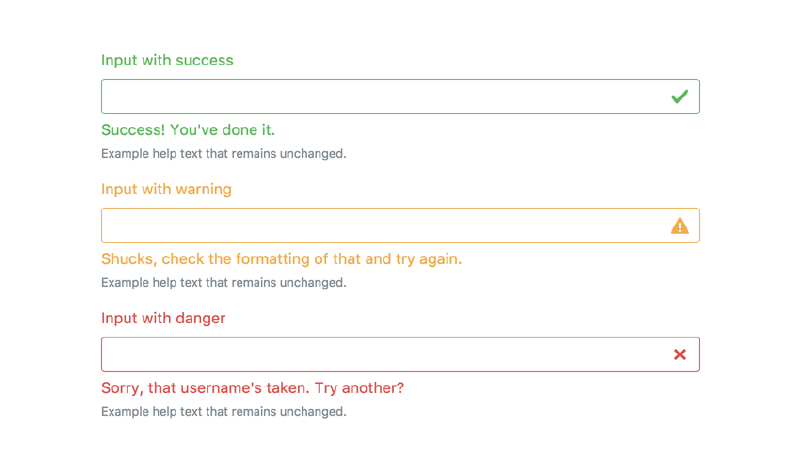 Input with success
Success! You've done it.
Example help text that remains unchanged.
Input with warning
Shucks, check the formatting of that and try again.
Example help text that remains unchanged.
Input with danger
Sorry, that username's taken. Try another?
Example help text that remains unchanged.